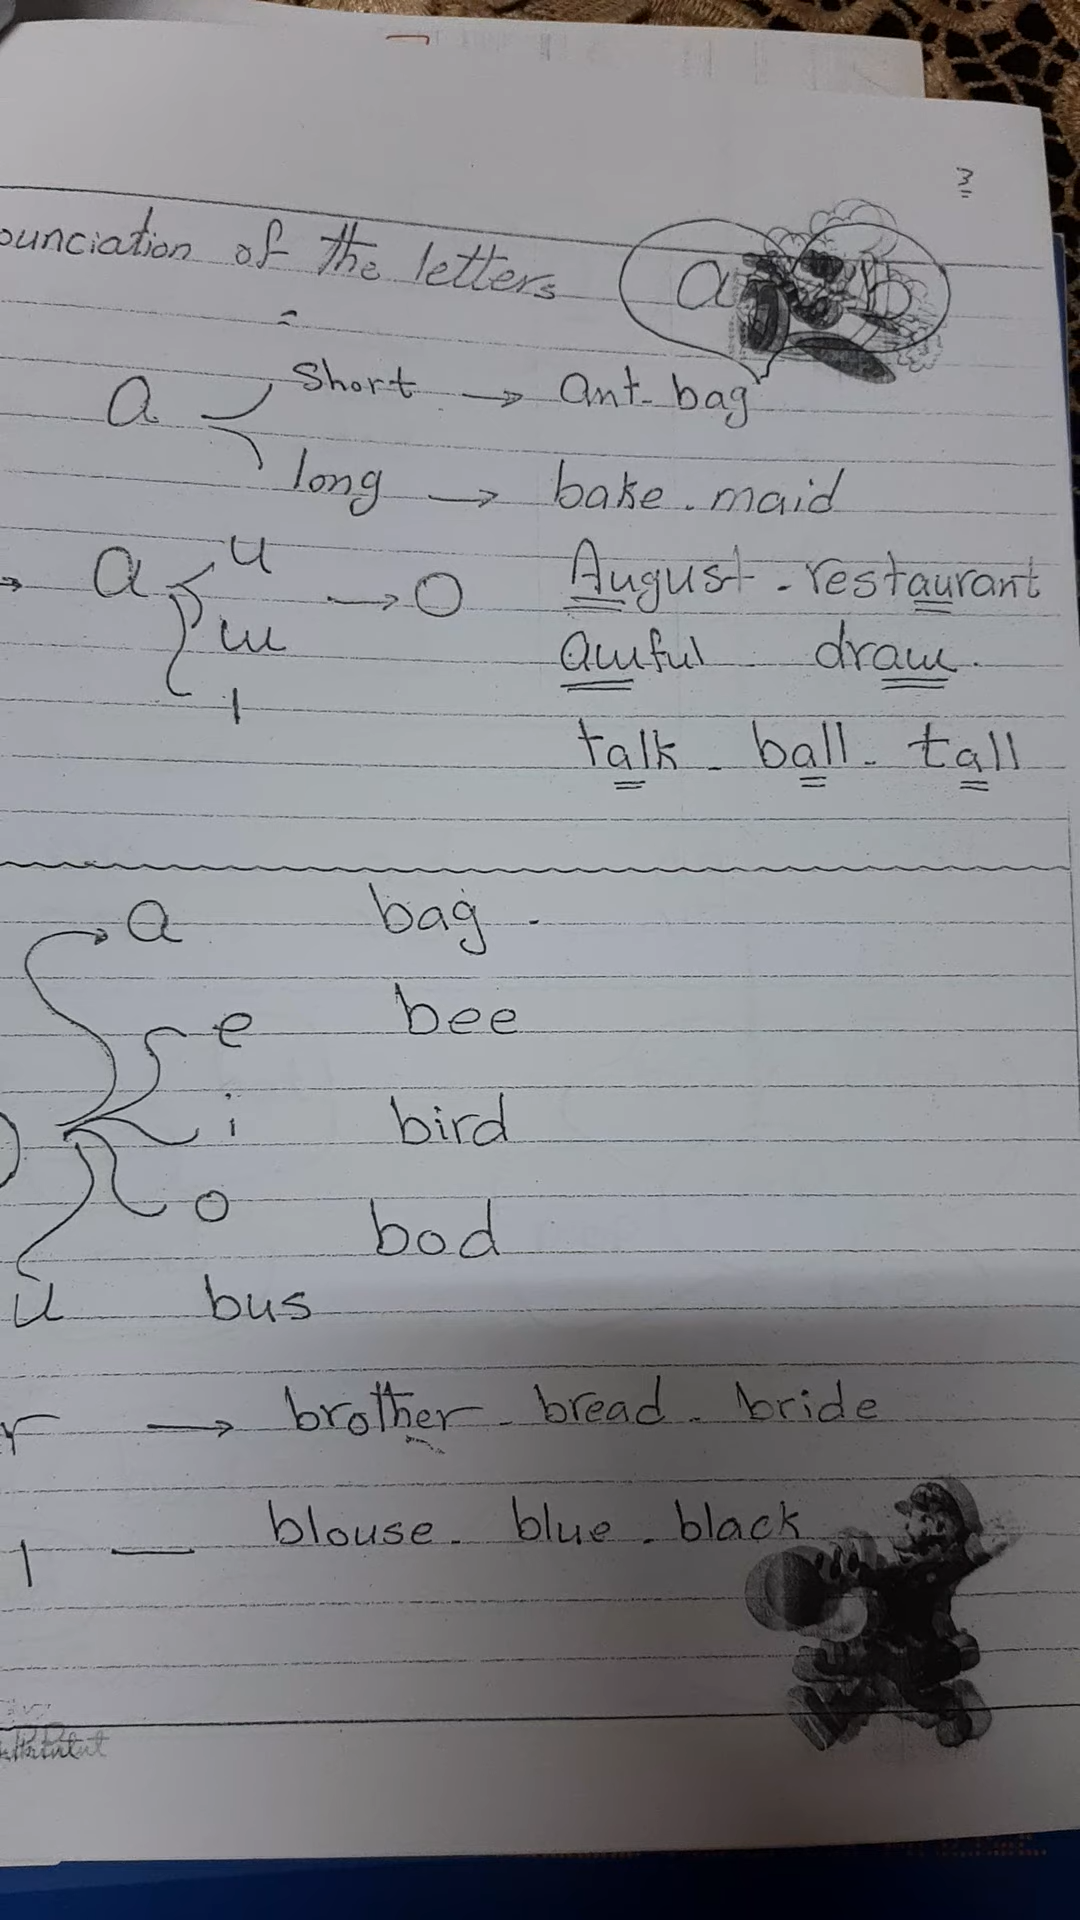 3
ounciation of the letters a b
a short → ant - bag
long → bake . maid
→ a u → O August - restaurant
w awful draw .
l talk - ball - tall
a bag .
e bee
i bird
o bod
u bus
r → brother - bread . bride
l — blouse . blue . black